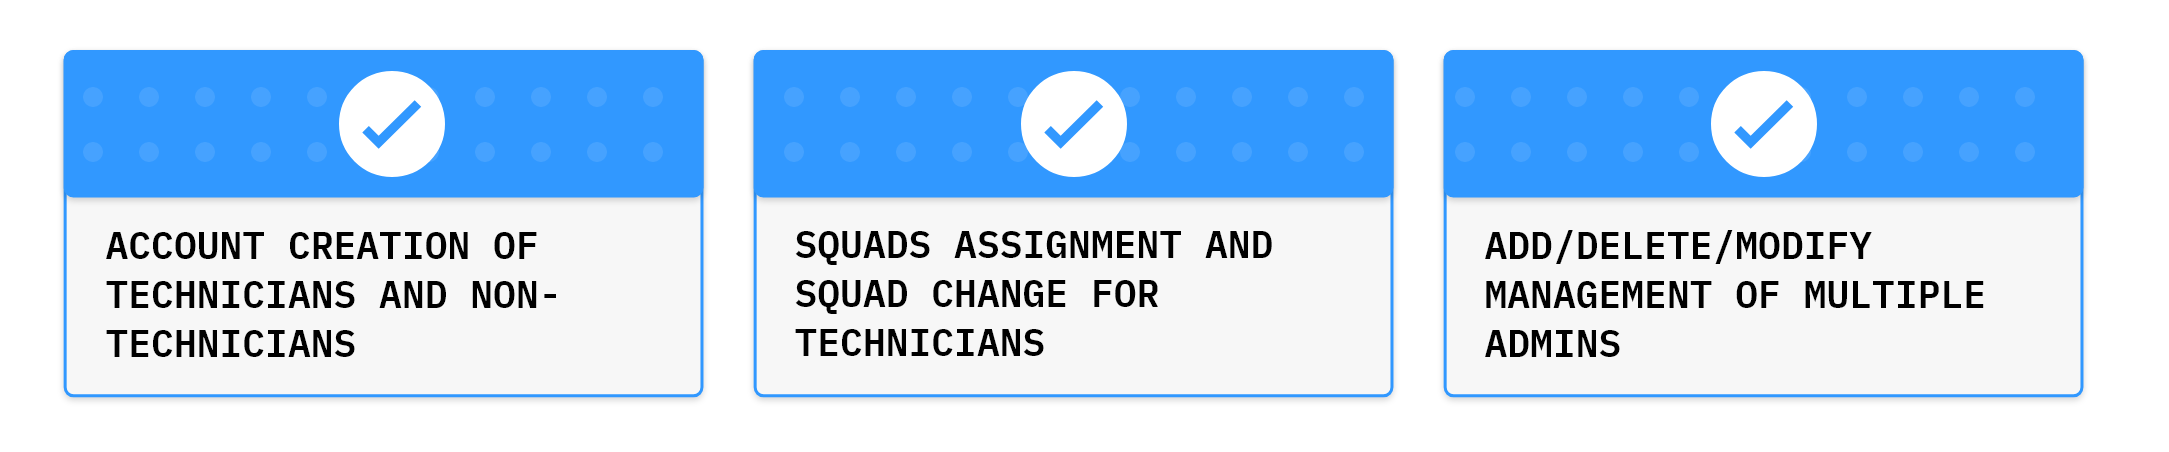 ACCOUNT CREATION OF
TECHNICIANS AND NON-
TECHNICIANS
SQUADS ASSIGNMENT AND
SQUAD CHANGE FOR
TECHNICIANS
ADD/DELETE/MODIFY
MANAGEMENT OF MULTIPLE
ADMINS